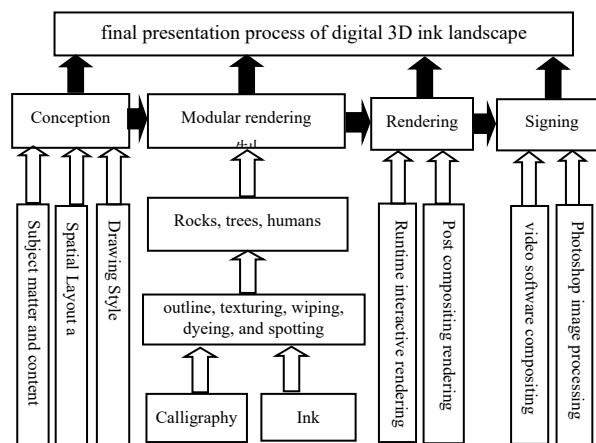 final presentation process of digital 3D ink landscape
Conception
Modular rendering
Rendering
Signing
Rocks, trees, humans
outline, texturing, wiping,
dyeing, and spotting
Calligraphy
Ink
Subject matter and content
Spatial Layout a
Drawing Style
Runtime interactive rendering
Post compositing rendering
video software compositing
Photoshop image processing